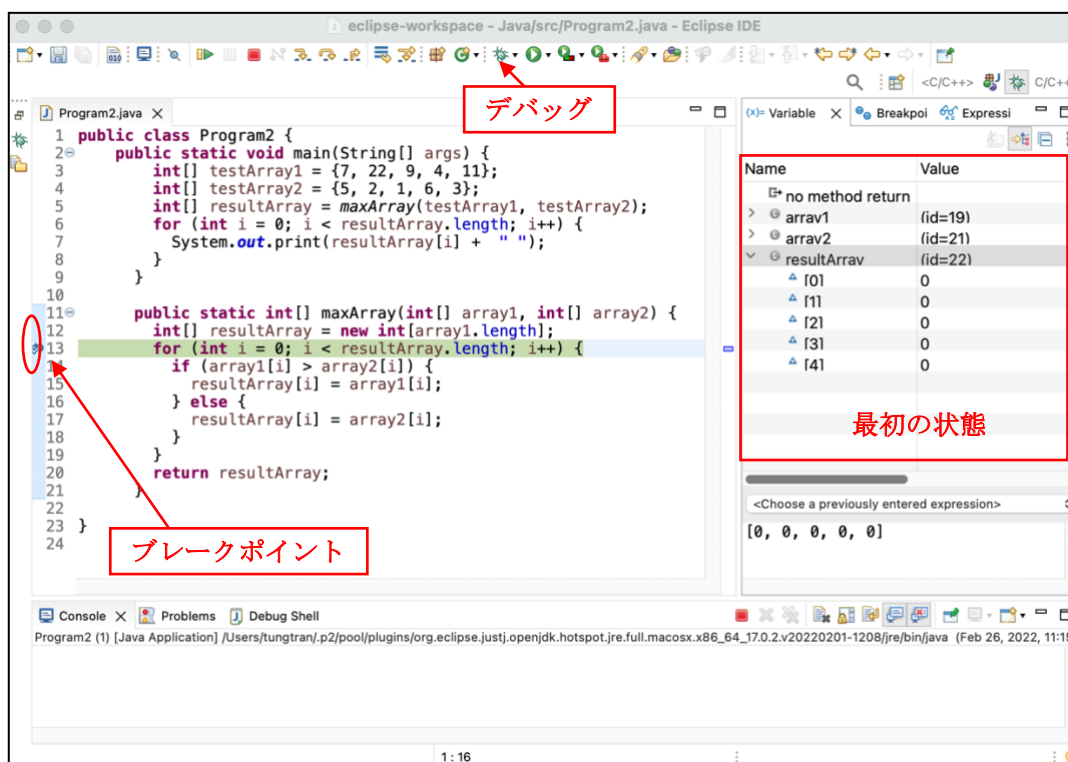 eclipse-workspace - Java/src/Program2.java - Eclipse IDE
<C/C++>
C/C++
デバッグ
Program2.java
1 public class Program2 {
2 public static void main(String[] args) {
3 int[] testArray1 = {7, 22, 9, 4, 11};
4 int[] testArray2 = {5, 2, 1, 6, 3};
5 int[] resultArray = maxArray(testArray1, testArray2);
6 for (int i = 0; i < resultArray.length; i++) {
7 System.out.print(resultArray[i] + " ");
8 }
9 }
10
11 public static int[] maxArray(int[] array1, int[] array2) {
12 int[] resultArray = new int[array1.length];
13 for (int i = 0; i < resultArray.length; i++) {
14 if (array1[i] > array2[i]) {
15 resultArray[i] = array1[i];
16 } else {
17 resultArray[i] = array2[i];
18 }
19 }
20 return resultArray;
21 }
22
23 }
24
ブレークポイント
(x)= Variable Breakpoi Expressi
Name Value
no method return
array1 (id=19)
array2 (id=21)
resultArray (id=22)
[0] 0
[1] 0
[2] 0
[3] 0
[4] 0
最初の状態
<Choose a previously entered expression>
[0, 0, 0, 0, 0]
Console Problems Debug Shell
Program2 (1) [Java Application] /Users/tungtran/.p2/pool/plugins/org.eclipse.justj.openjdk.hotspot.jre.full.macosx.x86_64_17.0.2.v20220201-1208/jre/bin/java (Feb 26, 2022, 11:15
1 : 16